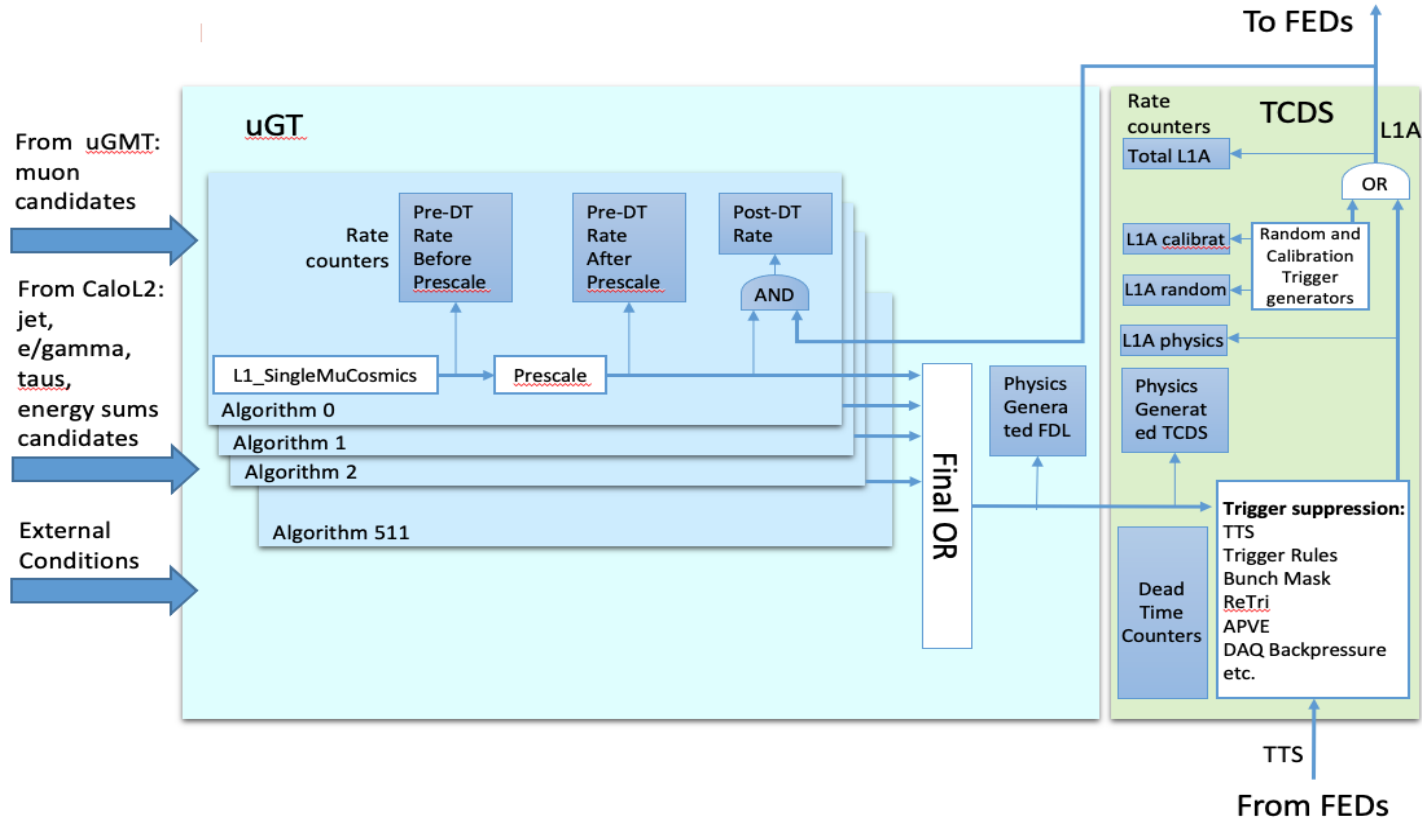 To FEDs
From uGMT:
muon
candidates
From CaloL2:
jet,
e/gamma,
taus,
energy sums
candidates
External
Conditions
uGT
Rate
counters
Pre-DT
Rate
Before
Prescale
Pre-DT
Rate
After
Prescale
Post-DT
Rate
AND
L1_SingleMuCosmics
Prescale
Algorithm 0
Algorithm 1
Algorithm 2
Algorithm 511
Final OR
Physics
Genera
ted FDL
Rate
counters
TCDS
L1A
Total L1A
OR
L1A calibrat
L1A random
Random and
Calibration
Trigger
generators
L1A physics
Physics
Generat
ed TCDS
Dead
Time
Counters
Trigger suppression:
TTS
Trigger Rules
Bunch Mask
ReTri
APVE
DAQ Backpressure
etc.
TTS
From FEDs